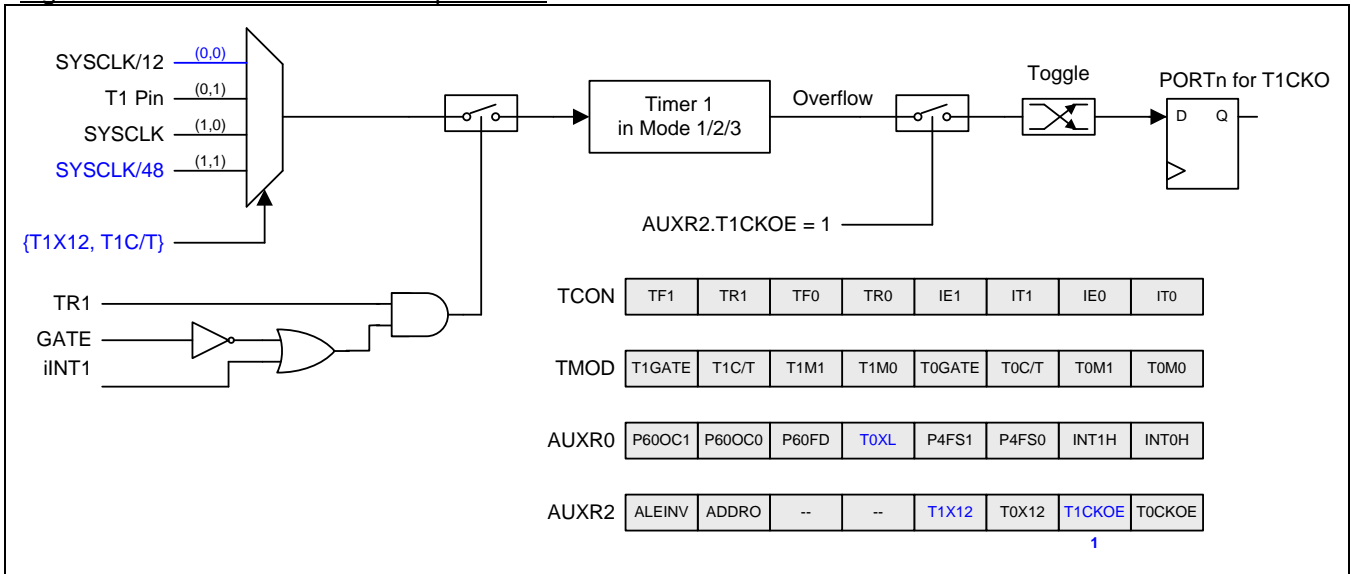 SYSCLK/12 (0,0)
T1 Pin (0,1)
SYSCLK (1,0)
SYSCLK/48 (1,1)
{T1X12, T1C/T}
TR1
GATE
iINT1
Timer 1
in Mode 1/2/3
Overflow
AUXR2.T1CKOE = 1
Toggle
PORTn for T1CKO
D Q
TCON TF1 TR1 TF0 TR0 IE1 IT1 IE0 IT0
TMOD T1GATE T1C/T T1M1 T1M0 T0GATE T0C/T T0M1 T0M0
AUXR0 P60OC1 P60OC0 P60FD T0XL P4FS1 P4FS0 INT1H INT0H
AUXR2 ALEINV ADDRO -- -- T1X12 T0X12 T1CKOE T0CKOE
1